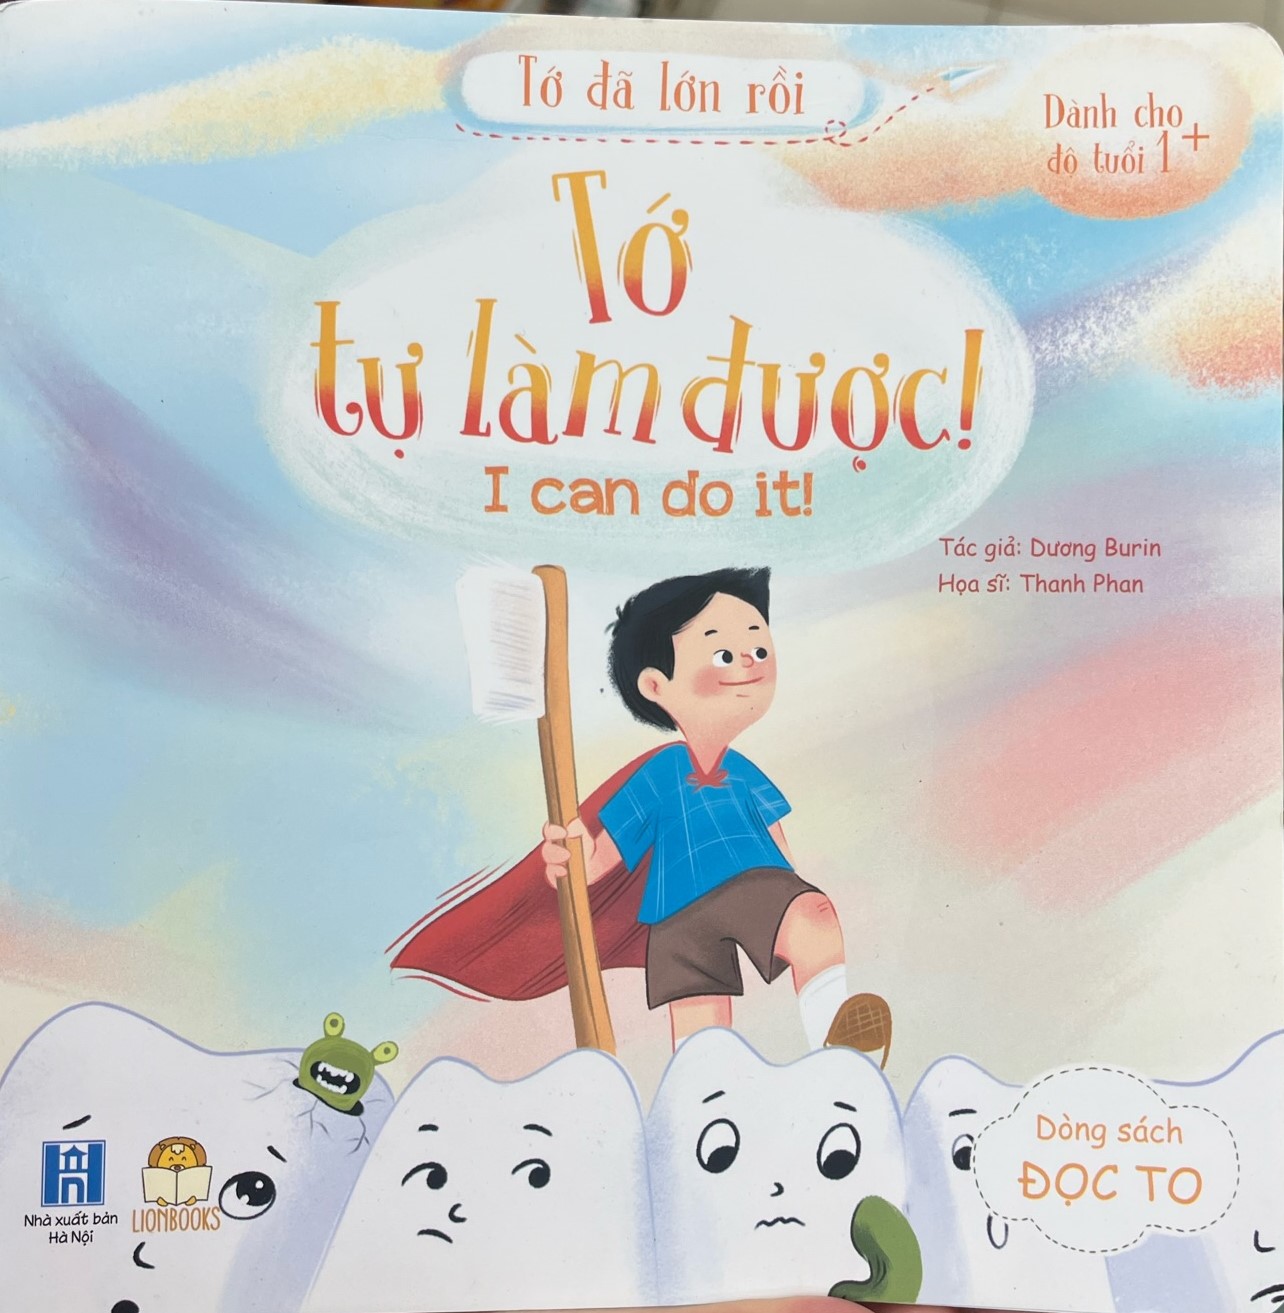 Tớ đã lớn rồi
Dành cho
độ tuổi 1+
Tớ
tự làm được!
I can do it!
Tác giả: Dương Burin
Họa sĩ: Thanh Phan
Dòng sách
ĐỌC TO
Nhà xuất bản
Hà Nội
LIONBOOKS